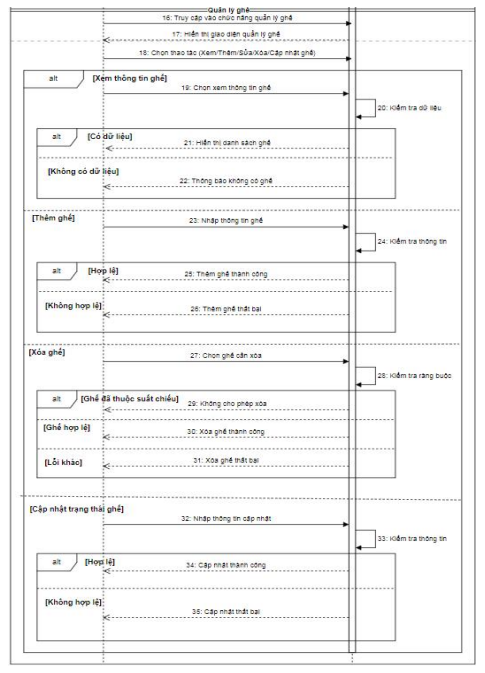 Quản lý ghế
16: Truy cập vào chức năng quản lý ghế
17: Hiển thị giao diện quản lý ghế
18: Chọn thao tác (Xem/Thêm/Sửa/Xóa/Cập nhật ghế)
alt [Xem thông tin ghế]
19: Chọn xem thông tin ghế
20: Kiểm tra dữ liệu
alt [Có dữ liệu]
21: Hiển thị danh sách ghế
[Không có dữ liệu]
22: Thông báo không có ghế
[Thêm ghế]
23: Nhập thông tin ghế
24: Kiểm tra thông tin
alt [Hợp lệ]
25: Thêm ghế thành công
[Không hợp lệ]
26: Thêm ghế thất bại
[Xóa ghế]
27: Chọn ghế cần xóa
28: Kiểm tra ràng buộc
alt [Ghế đã thuộc suất chiếu]
29: Không cho phép xóa
[Ghế hợp lệ]
30: Xóa ghế thành công
[Lỗi khác]
31: Xóa ghế thất bại
[Cập nhật trạng thái ghế]
32: Nhập thông tin cập nhật
33: Kiểm tra thông tin
alt [Hợp lệ]
34: Cập nhật thành công
[Không hợp lệ]
35: Cập nhật thất bại